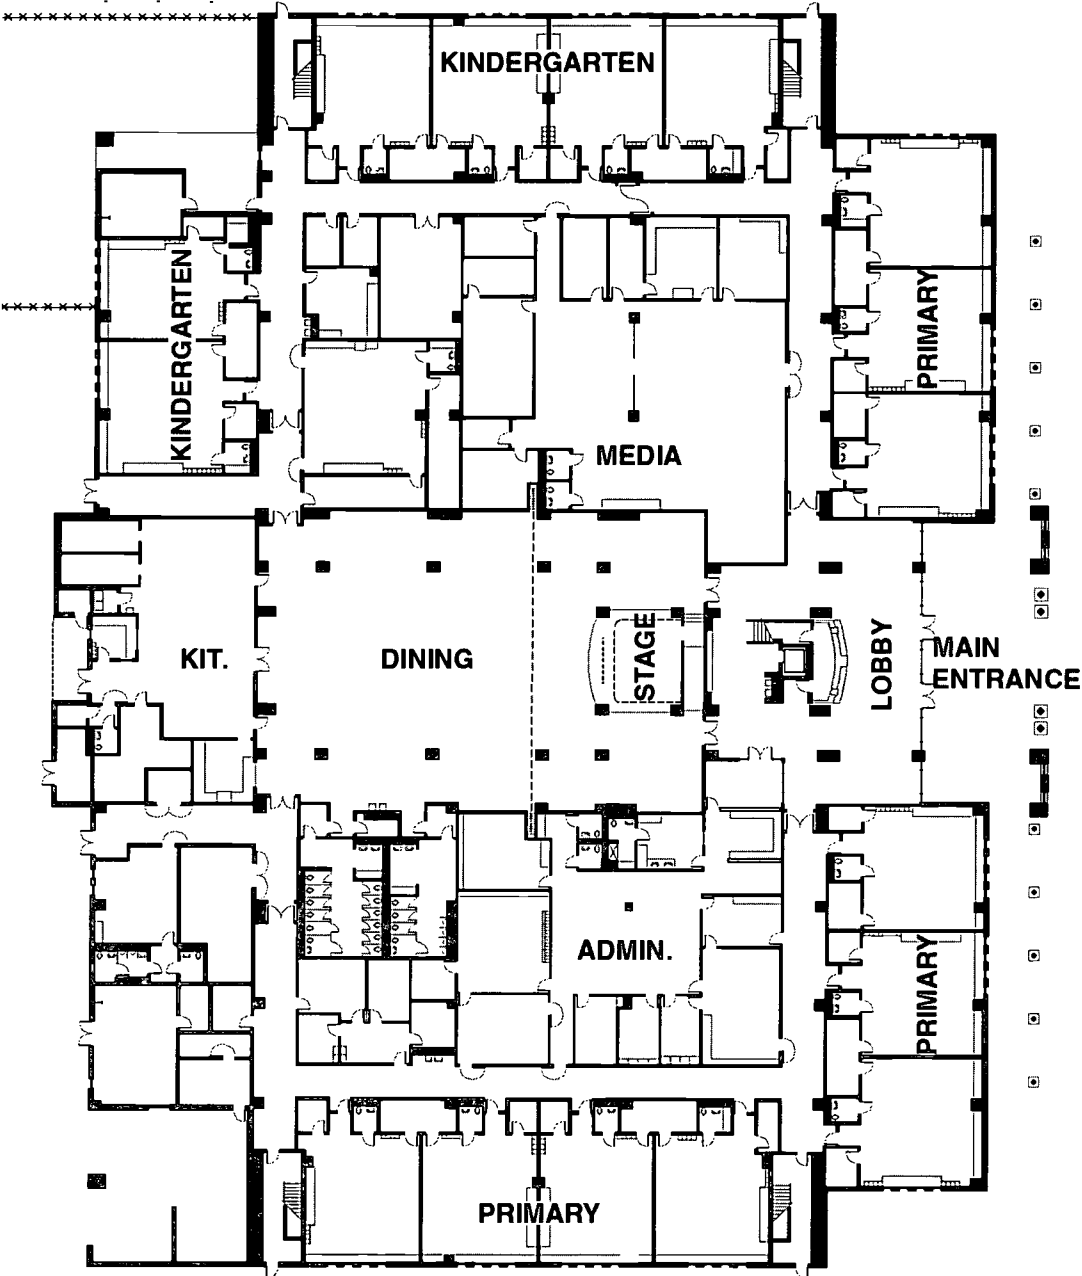 KINDERGARTEN
KINDERGARTEN
PRIMARY
MEDIA
KIT.
DINING
STAGE
LOBBY
MAIN
ENTRANCE
ADMIN.
PRIMARY
PRIMARY